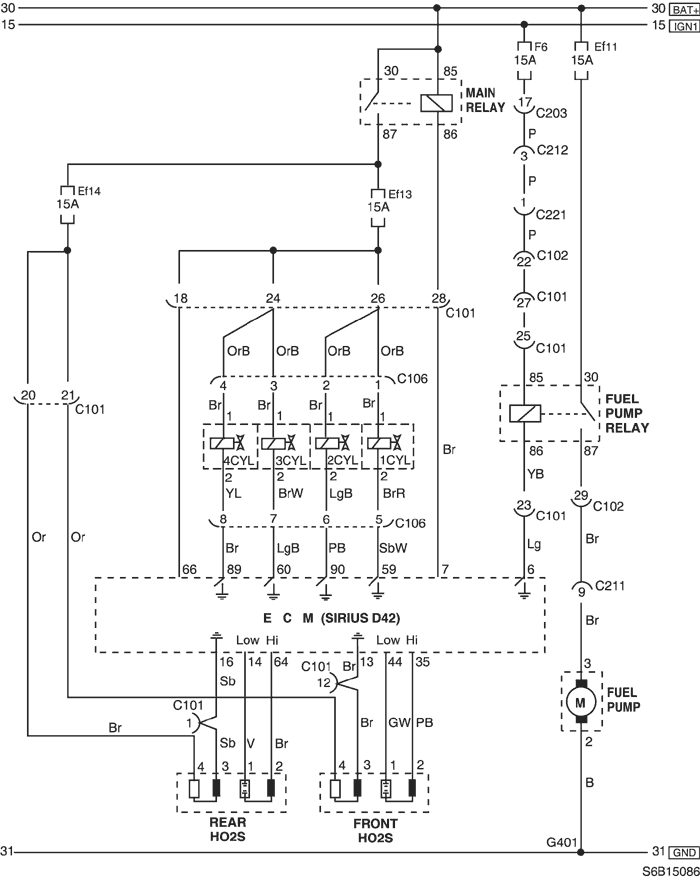 30 30 BAT+
15 15 IGN1
F6 15A Ef11 15A
30 85 MAIN RELAY
87 86
17 C203
P
3 C212
P
1 C221
P
22 C102
27 C101
25 C101
Ef14 15A
Ef13 15A
18 24 26 28 C101
OrB OrB OrB OrB
4 3 2 1 C106
20 21 C101
Br Br Br Br
1 1 1 1
4CYL 3CYL 2CYL 1CYL
2 2 2 2
YL BrW LgB BrR
8 7 6 5 C106
Br LgB PB SbW
Or Or Br
85 30 FUEL PUMP RELAY
86 87
YB
23 C101
29 C102
Lg Br
66 89 60 90 59 7 6
C211
9
Br
E C M (SIRIUS D42)
Low Hi Low Hi
16 14 64 13 44 35
Sb C101 12 Br
C101 1
Br Sb V Br Br GW PB
4 3 1 2 4 3 1 2
REAR HO2S
FRONT HO2S
3
M FUEL PUMP
2
B
G401
31 31 GND
S6B15086